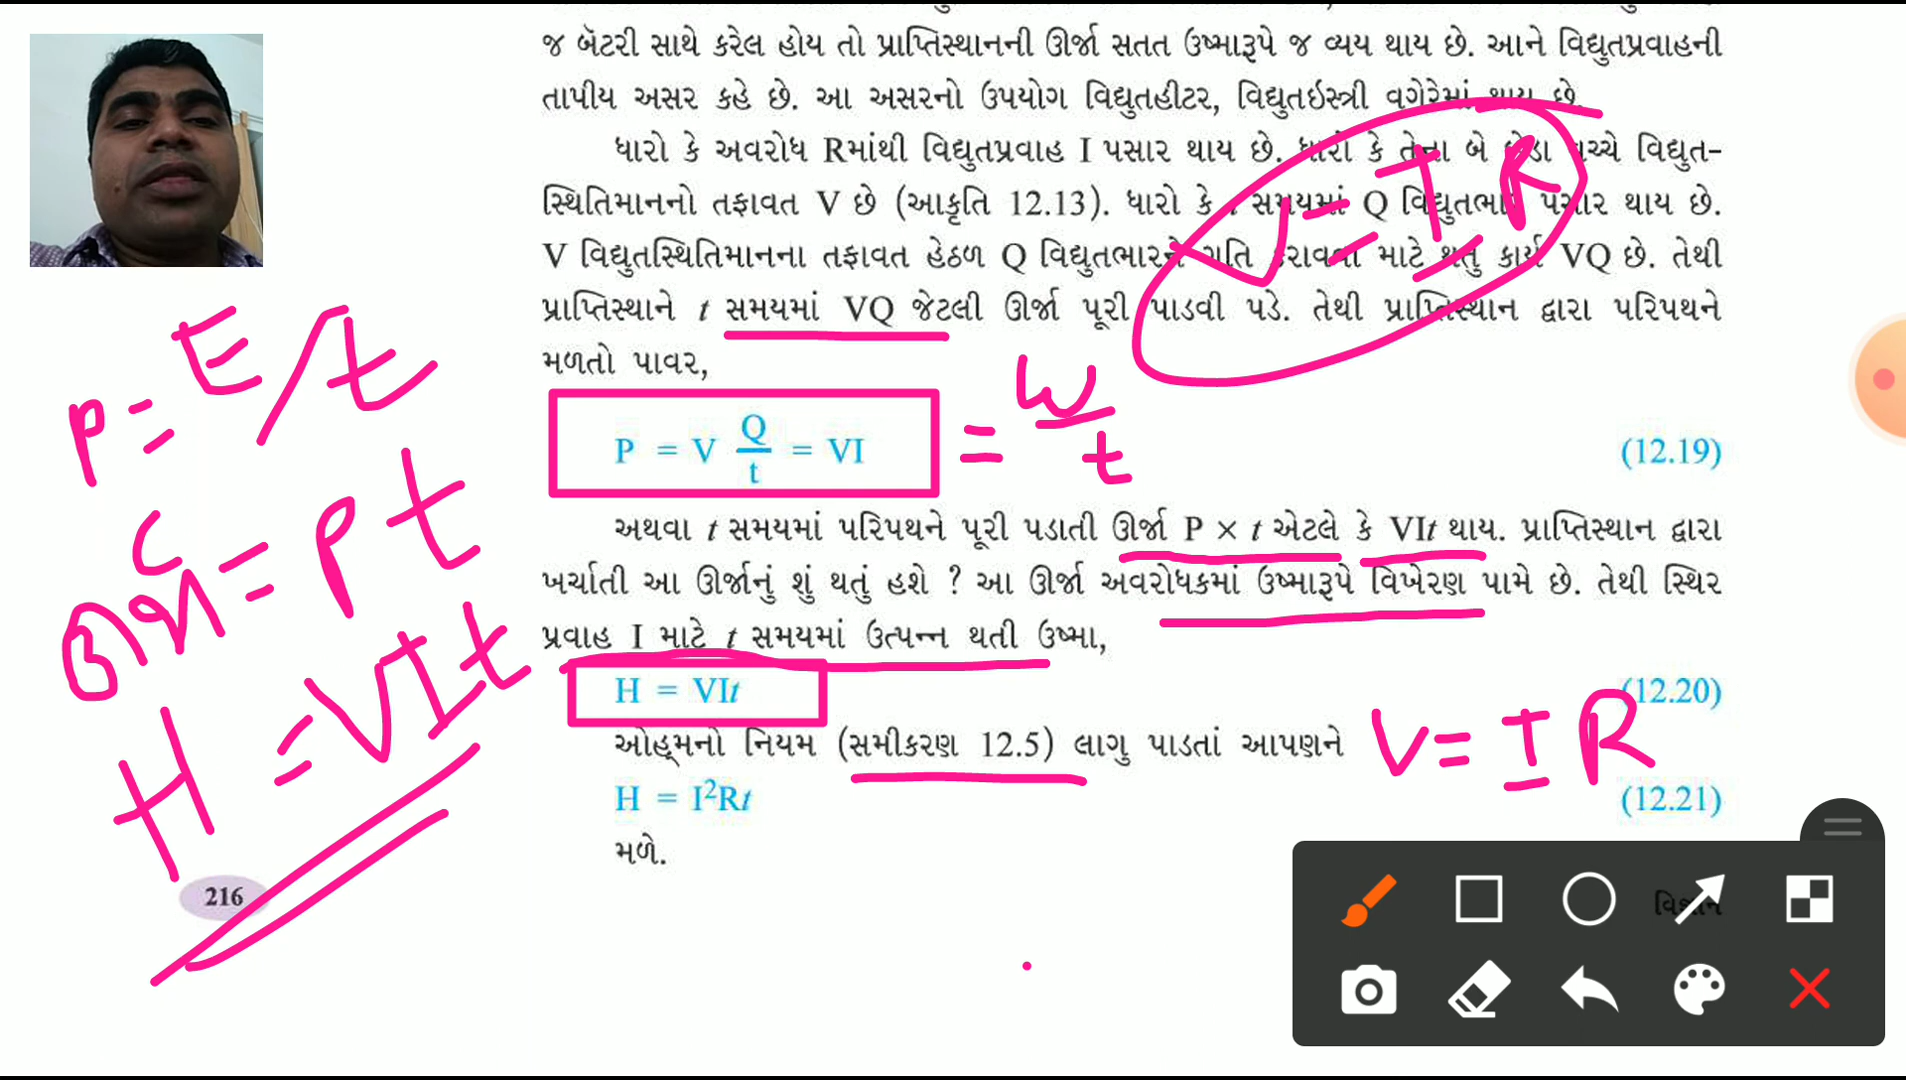 જ બૅટરી સાથે કરેલ હોય તો પ્રાપ્તિસ્થાનની ઊર્જા સતત ઉષ્મારૂપે જ વ્યય થાય છે. આને વિદ્યુતપ્રવાહની
તાપીય અસર કહે છે. આ અસરનો ઉપયોગ વિદ્યુતહીટર, વિદ્યુતઇસ્ત્રી વગેરેમાં થાય છે.
ધારો કે અવરોધ Rમાંથી વિદ્યુતપ્રવાહ I પસાર થાય છે. ધારો કે તેના બે છેડા વચ્ચે વિદ્યુત-
સ્થિતિમાનનો તફાવત V છે (આકૃતિ 12.13). ધારો કે t સમયમાં Q વિદ્યુતભાર પસાર થાય છે.
V વિદ્યુતસ્થિતિમાનના તફાવત હેઠળ Q વિદ્યુતભારને ગતિ કરાવવા માટે થતું કાર્ય VQ છે. તેથી
પ્રાપ્તિસ્થાને t સમયમાં VQ જેટલી ઊર્જા પૂરી પાડવી પડે. તેથી પ્રાપ્તિસ્થાન દ્વારા પરિપથને
મળતો પાવર,
V = I R
P = E/t
P = V Q/t = VI = W/t (12.19)
અથવા t સમયમાં પરિપથને પૂરી પડાતી ઊર્જા P × t એટલે કે VIt થાય. પ્રાપ્તિસ્થાન દ્વારા
ખર્ચાતી આ ઊર્જાનું શું થતું હશે ? આ ઊર્જા અવરોધકમાં ઉષ્મારૂપે વિખેરણ પામે છે. તેથી સ્થિર
પ્રવાહ I માટે t સમયમાં ઉત્પન્ન થતી ઉષ્મા,
= Pt
H = VIt
H = VIt (12.20)
ઓહ્‌મનો નિયમ (સમીકરણ 12.5) લાગુ પાડતાં આપણને V = I R
H = I²Rt (12.21)
મળે.
216
વિજ્ઞાન